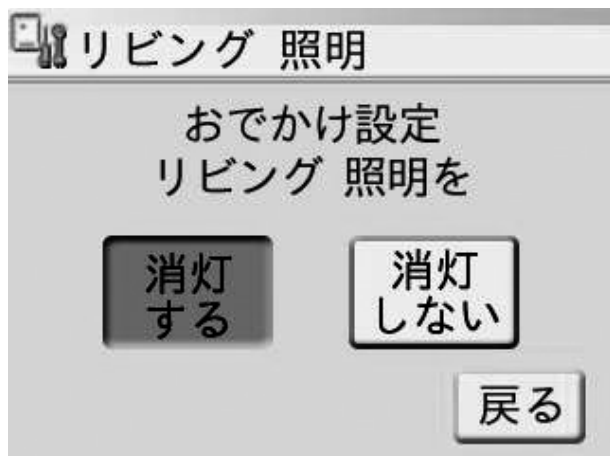 リビング 照明
おでかけ設定
リビング 照明を
消灯
する
消灯
しない
戻る